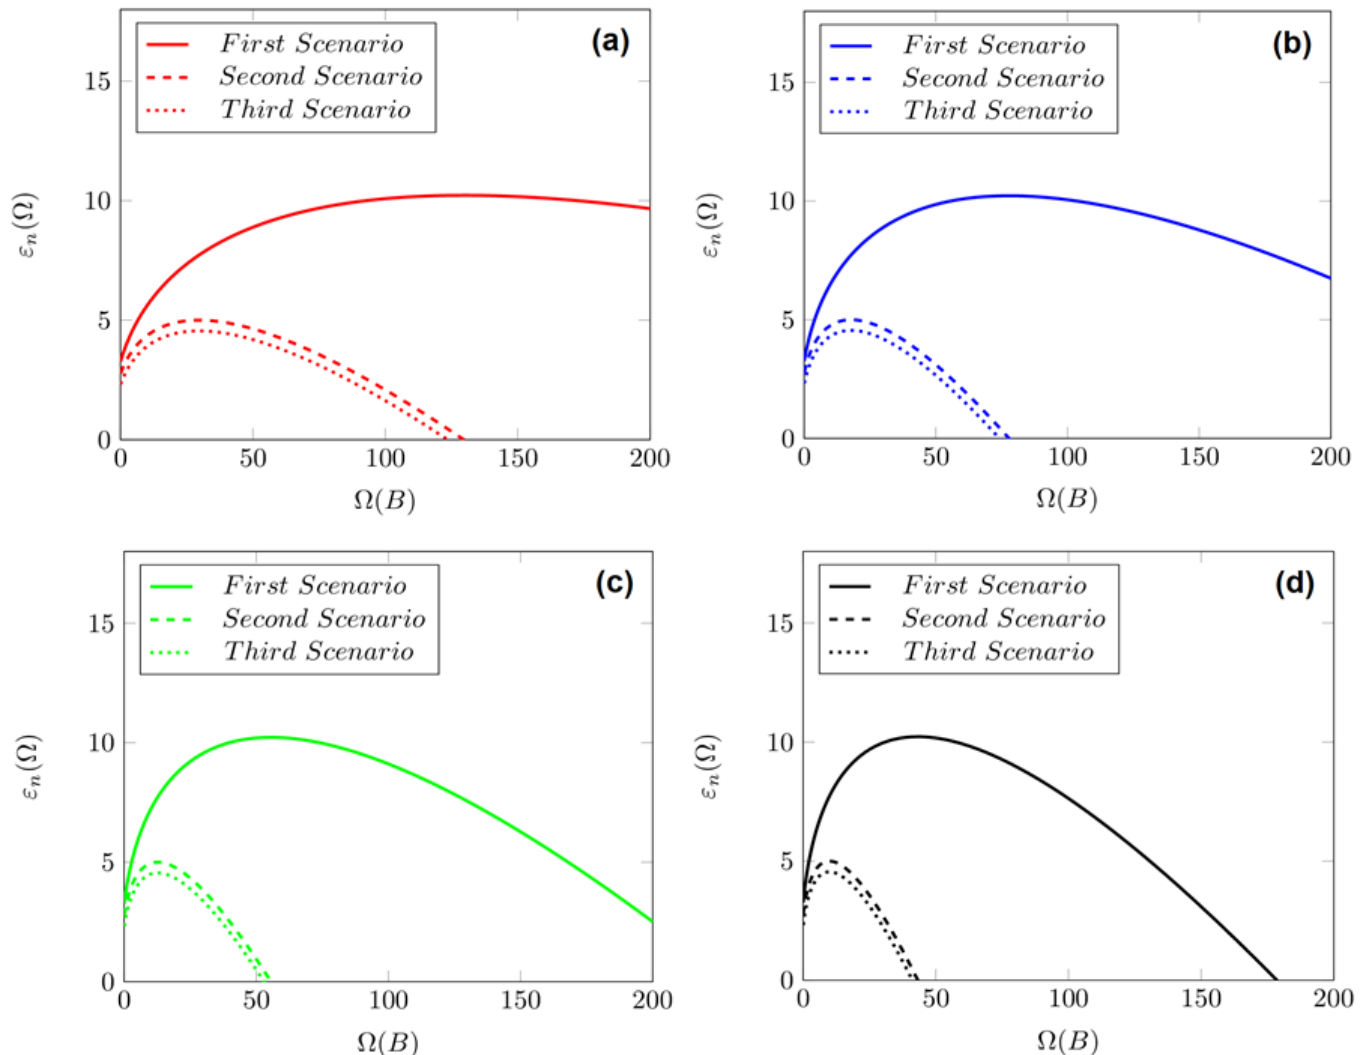 (a)
First Scenario
Second Scenario
Third Scenario
15
10
5
0
εn(Ω)
0 50 100 150 200
Ω(B)
(b)
First Scenario
Second Scenario
Third Scenario
15
10
5
0
εn(Ω)
0 50 100 150 200
Ω(B)
(c)
First Scenario
Second Scenario
Third Scenario
15
10
5
0
εn(Ω)
0 50 100 150 200
Ω(B)
(d)
First Scenario
Second Scenario
Third Scenario
15
10
5
0
εn(Ω)
0 50 100 150 200
Ω(B)